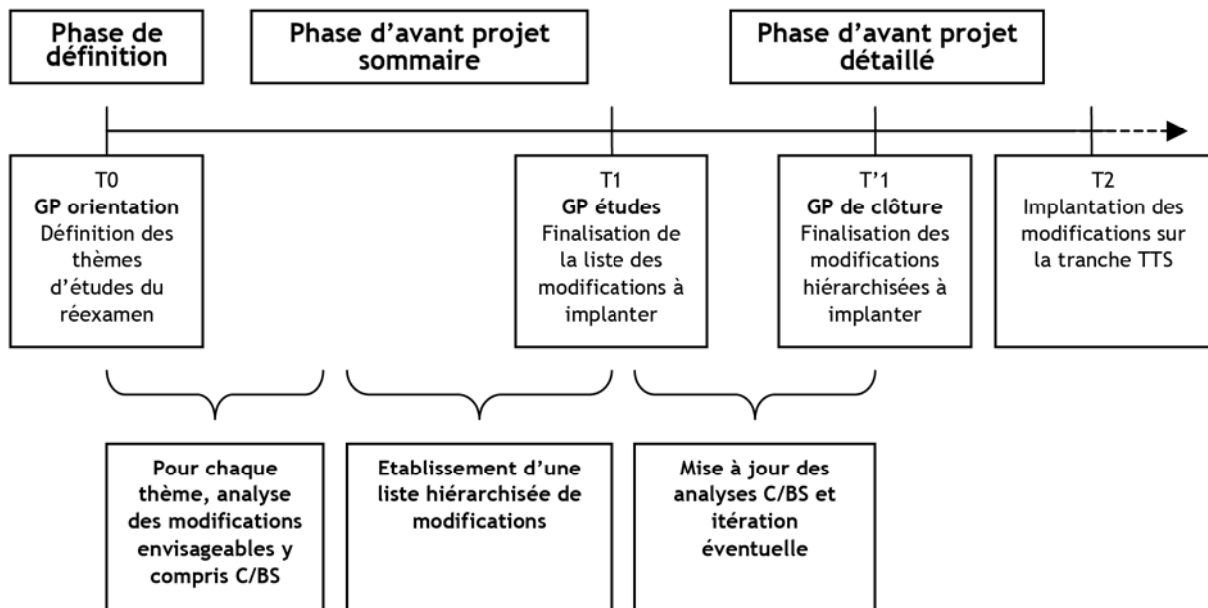 Phase de
définition
Phase d'avant projet
sommaire
Phase d'avant projet
détaillé
T0
GP orientation
Définition des
thèmes
d'études du
réexamen
T1
GP études
Finalisation de
la liste des
modifications à
implanter
T'1
GP de clôture
Finalisation des
modifications
hiérarchisées à
implanter
T2
Implantation des
modifications sur
la tranche TTS
Pour chaque
thème, analyse
des modifications
envisageables y
compris C/BS
Etablissement d'une
liste hiérarchisée de
modifications
Mise à jour des
analyses C/BS et
itération
éventuelle